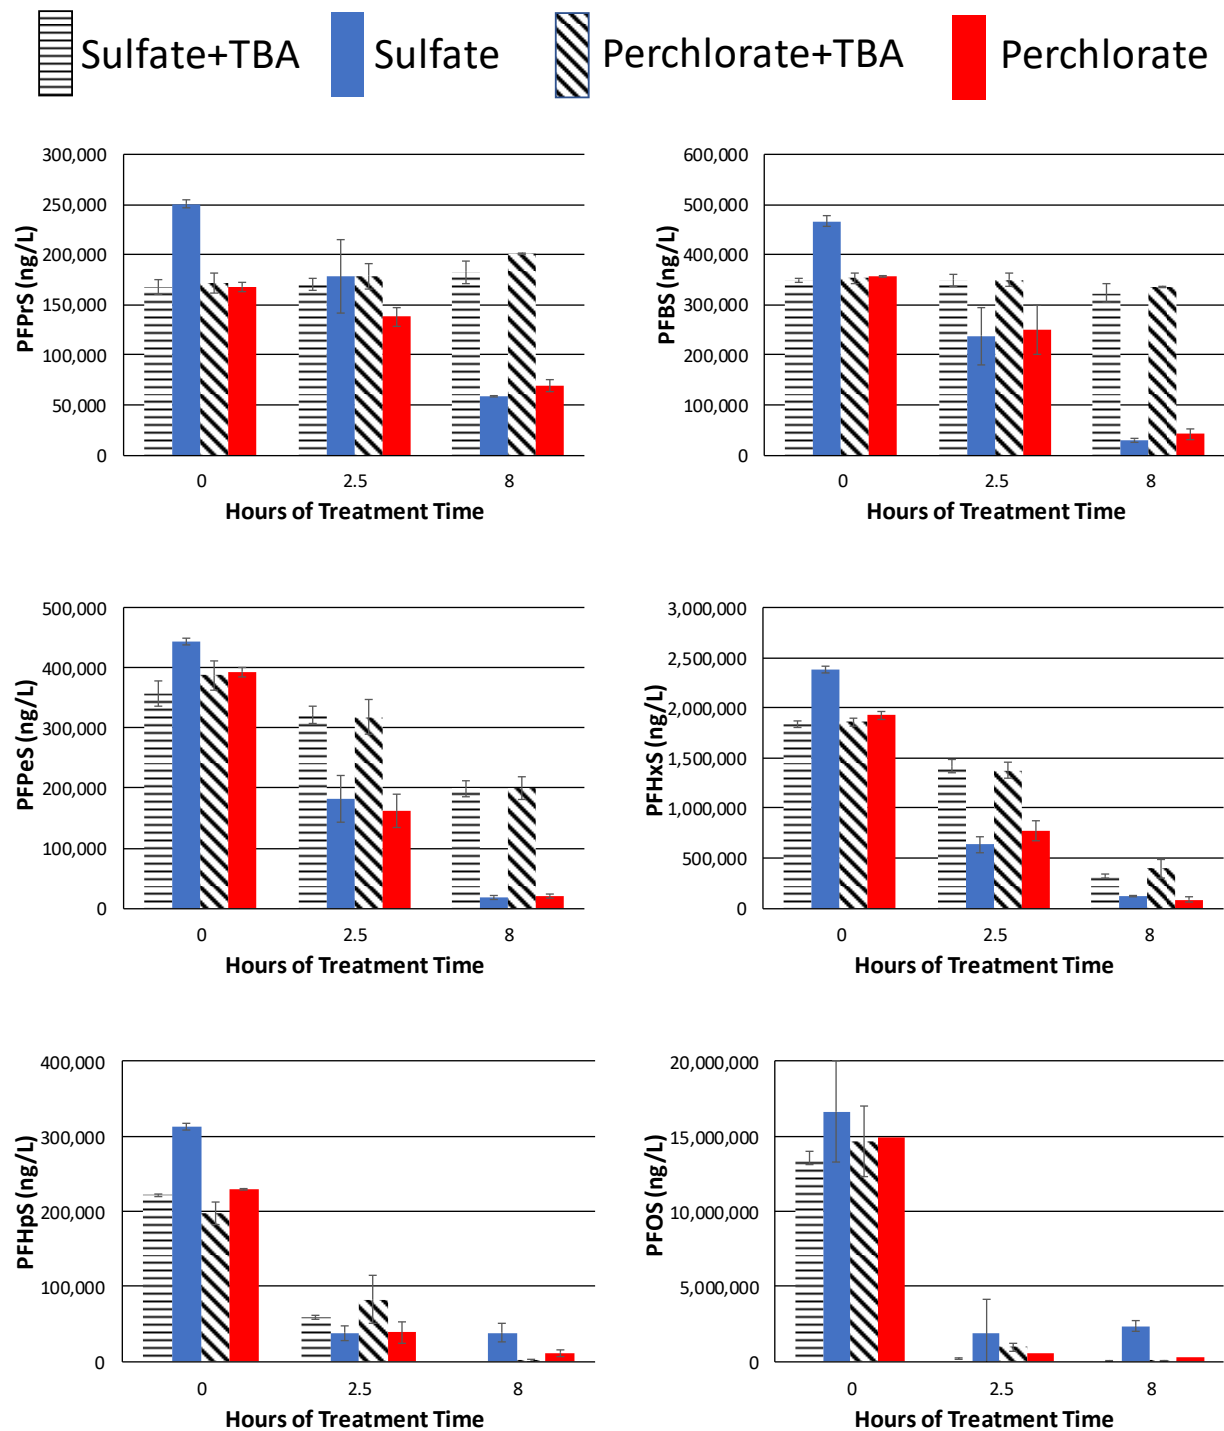 Sulfate+TBA Sulfate Perchlorate+TBA Perchlorate
PFPrS (ng/L)
300,000
250,000
200,000
150,000
100,000
50,000
0
0 2.5 8
Hours of Treatment Time
PFBS (ng/L)
600,000
500,000
400,000
300,000
200,000
100,000
0
0 2.5 8
Hours of Treatment Time
PFPeS (ng/L)
500,000
400,000
300,000
200,000
100,000
0
0 2.5 8
Hours of Treatment Time
PFHxS (ng/L)
3,000,000
2,500,000
2,000,000
1,500,000
1,000,000
500,000
0
0 2.5 8
Hours of Treatment Time
PFHpS (ng/L)
400,000
300,000
200,000
100,000
0
0 2.5 8
Hours of Treatment Time
PFOS (ng/L)
20,000,000
15,000,000
10,000,000
5,000,000
0
0 2.5 8
Hours of Treatment Time